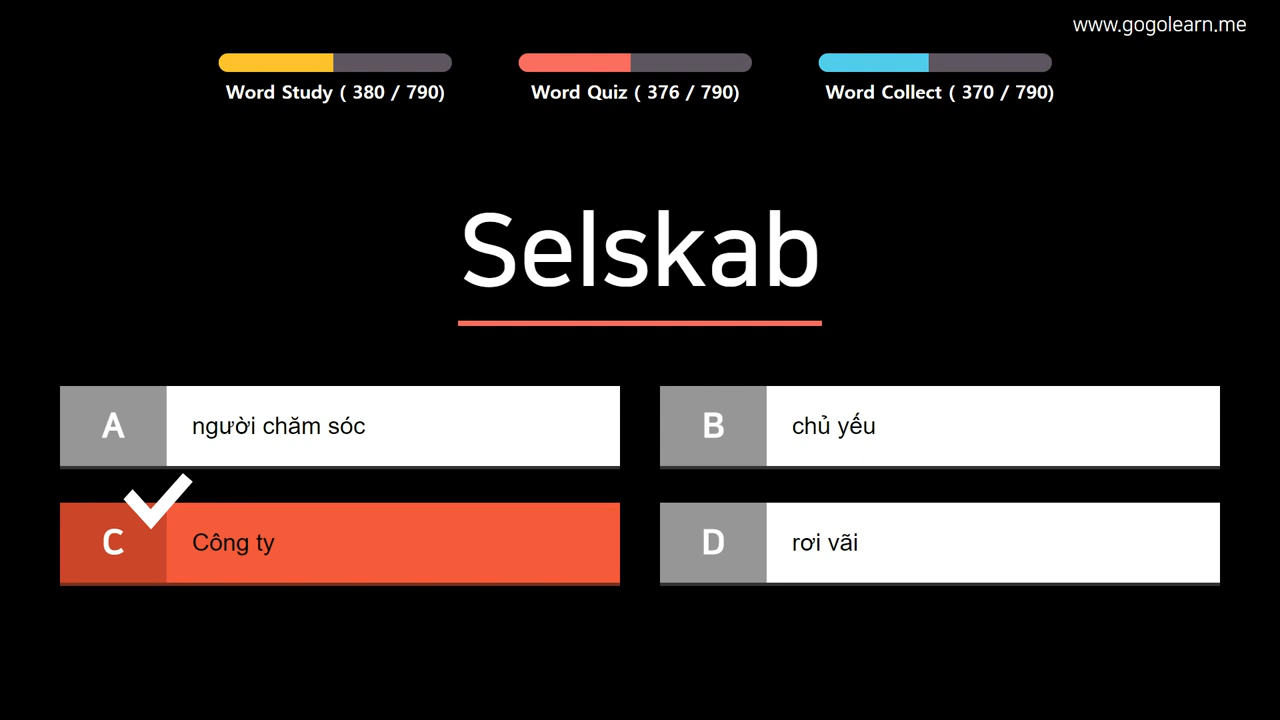 www.gogolearn.me
Word Study ( 380 / 790)
Word Quiz ( 376 / 790)
Word Collect ( 370 / 790)
Selskab
A người chăm sóc
B chủ yếu
C Công ty
D rơi vãi